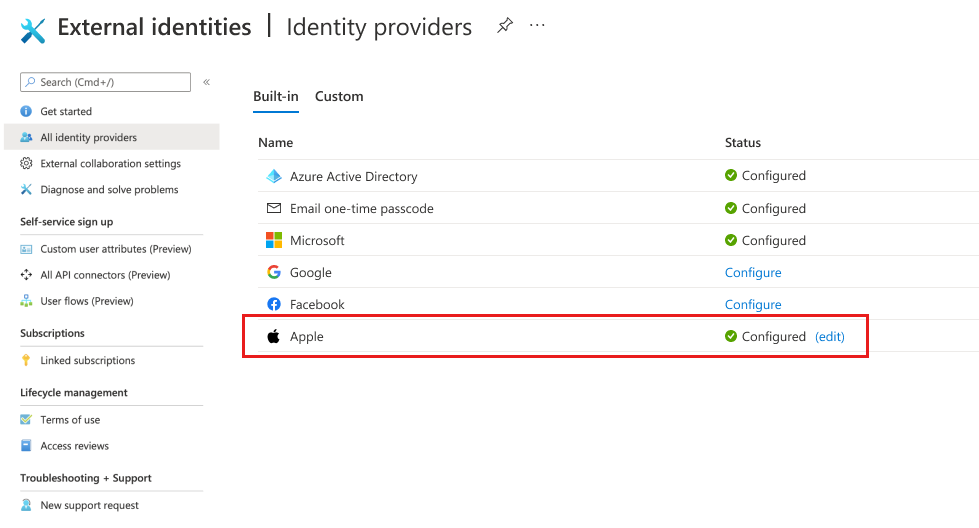 External identities | Identity providers
Search (Cmd+/)
Get started
All identity providers
External collaboration settings
Diagnose and solve problems
Self-service sign up
Custom user attributes (Preview)
All API connectors (Preview)
User flows (Preview)
Subscriptions
Linked subscriptions
Lifecycle management
Terms of use
Access reviews
Troubleshooting + Support
New support request
Built-in Custom
Name Status
Azure Active Directory Configured
Email one-time passcode Configured
Microsoft Configured
Google Configure
Facebook Configure
Apple Configured (edit)